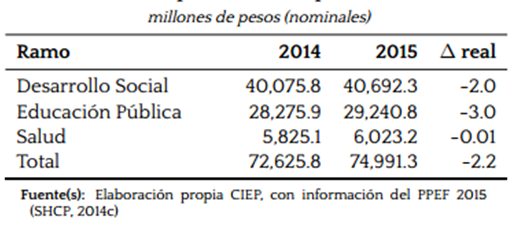 millones de pesos (nominales)
Ramo 2014 2015 Δ real
Desarrollo Social 40,075.8 40,692.3 -2.0
Educación Pública 28,275.9 29,240.8 -3.0
Salud 5,825.1 6,023.2 -0.01
Total 72,625.8 74,991.3 -2.2
Fuente(s): Elaboración propia CIEP, con información del PPEF 2015
(SHCP, 2014c)